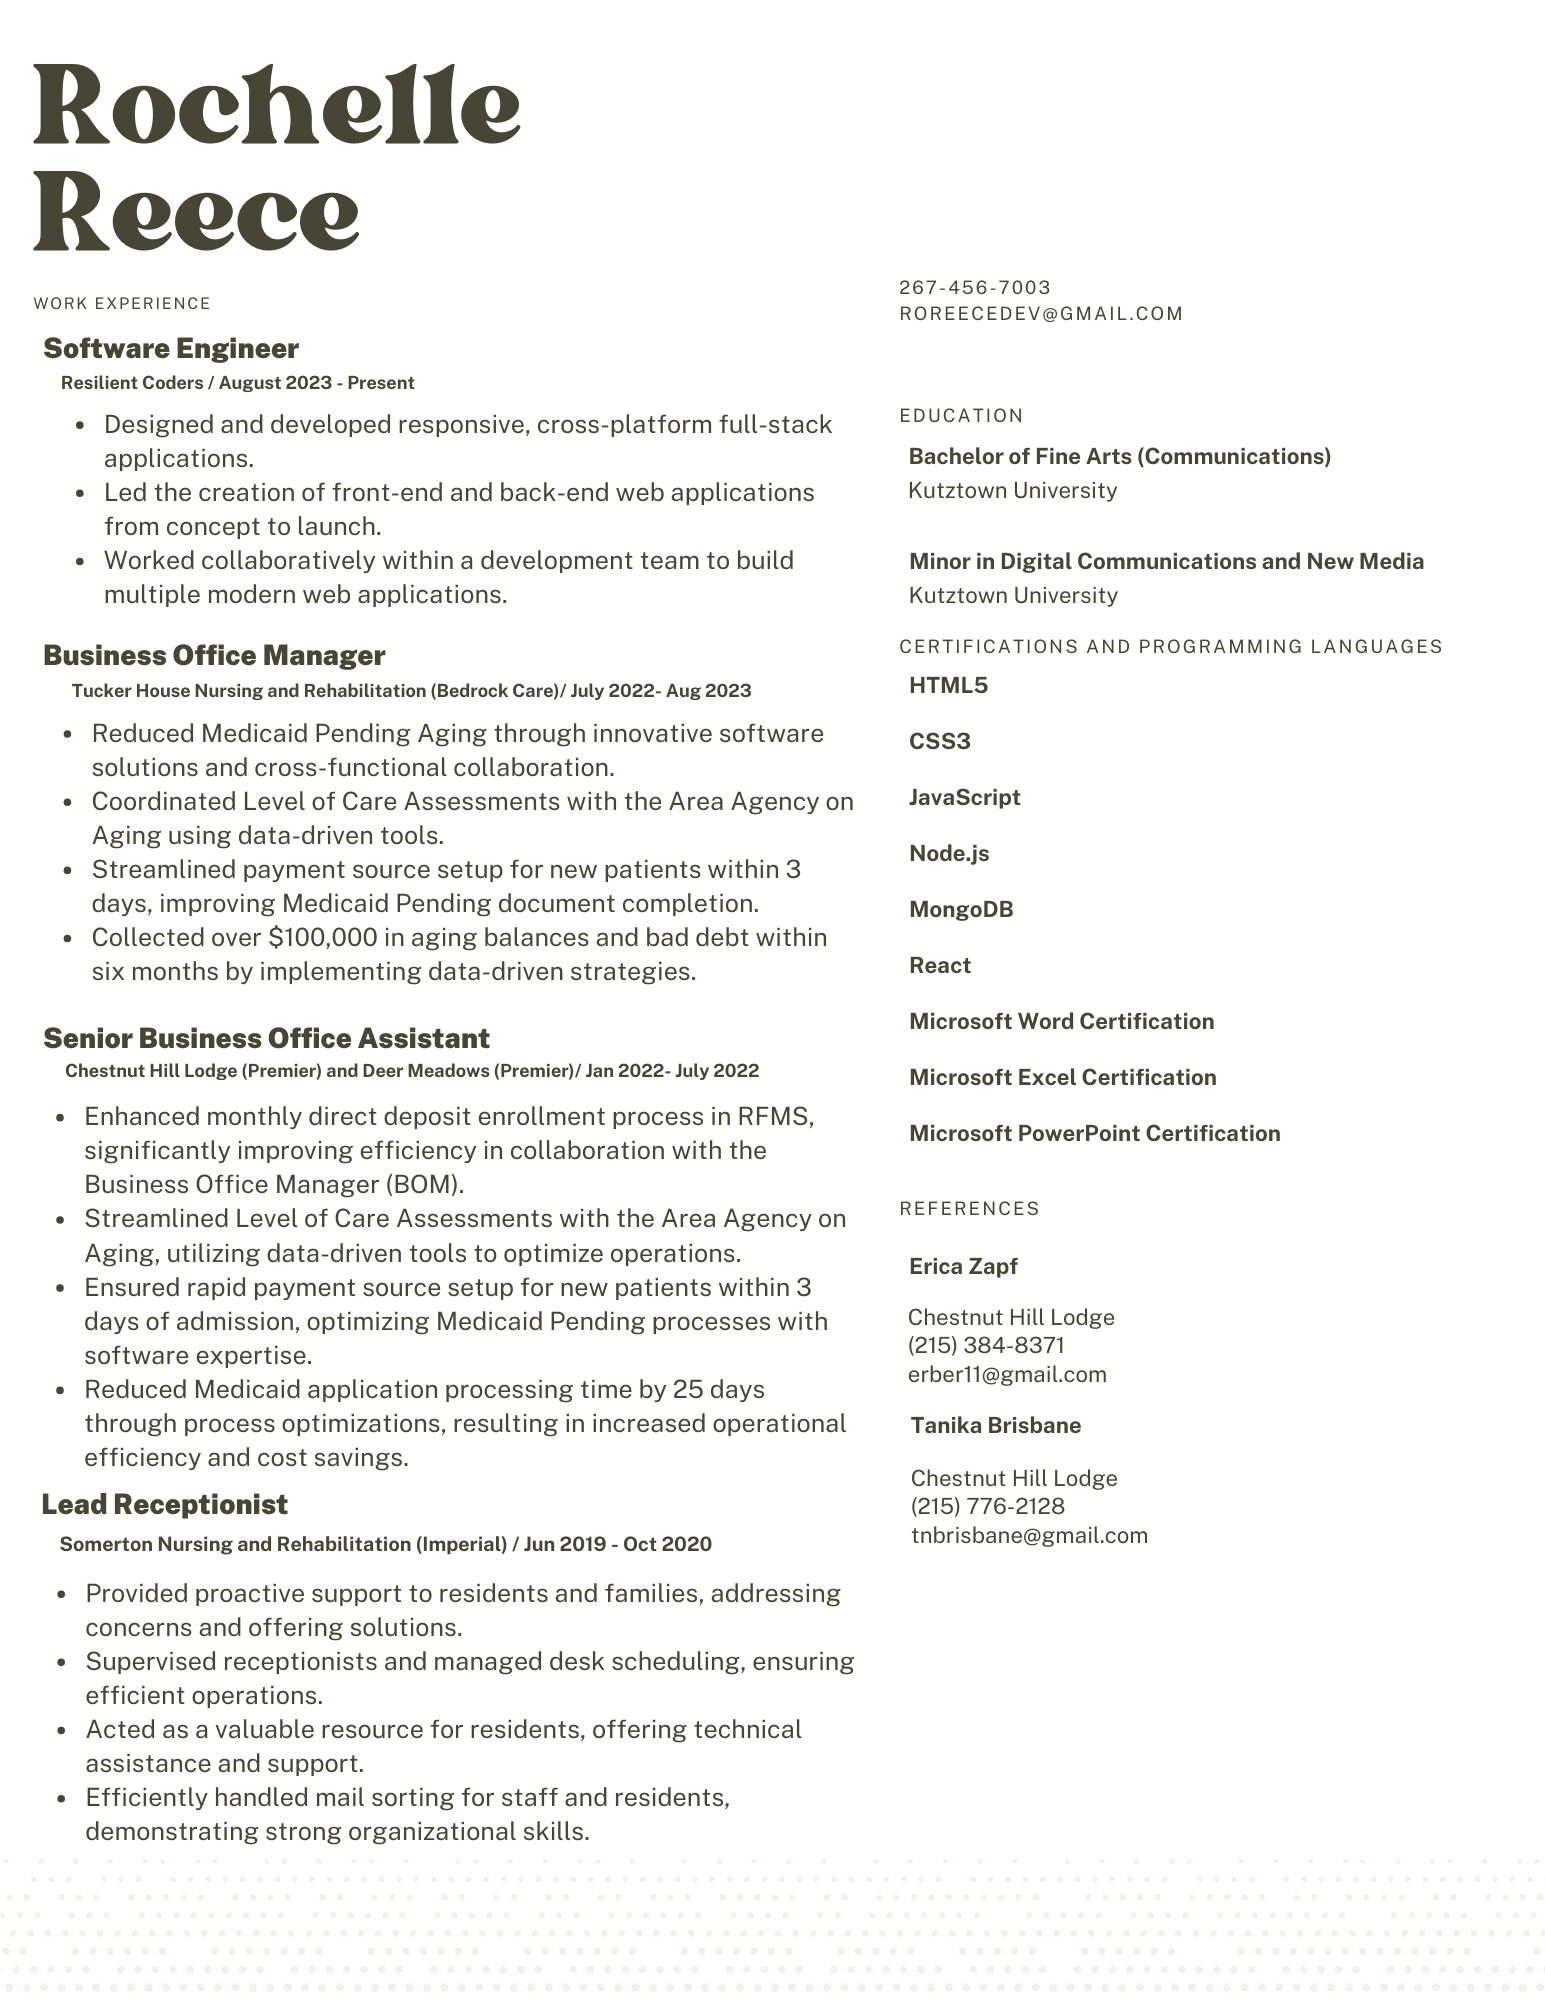 Rochelle
Reece
WORK EXPERIENCE
Software Engineer
Resilient Coders / August 2023 - Present
• Designed and developed responsive, cross-platform full-stack
applications.
• Led the creation of front-end and back-end web applications
from concept to launch.
• Worked collaboratively within a development team to build
multiple modern web applications.
Business Office Manager
Tucker House Nursing and Rehabilitation (Bedrock Care)/ July 2022- Aug 2023
• Reduced Medicaid Pending Aging through innovative software
solutions and cross-functional collaboration.
• Coordinated Level of Care Assessments with the Area Agency on
Aging using data-driven tools.
• Streamlined payment source setup for new patients within 3
days, improving Medicaid Pending document completion.
• Collected over $100,000 in aging balances and bad debt within
six months by implementing data-driven strategies.
Senior Business Office Assistant
Chestnut Hill Lodge (Premier) and Deer Meadows (Premier)/ Jan 2022- July 2022
• Enhanced monthly direct deposit enrollment process in RFMS,
significantly improving efficiency in collaboration with the
Business Office Manager (BOM).
• Streamlined Level of Care Assessments with the Area Agency on
Aging, utilizing data-driven tools to optimize operations.
• Ensured rapid payment source setup for new patients within 3
days of admission, optimizing Medicaid Pending processes with
software expertise.
• Reduced Medicaid application processing time by 25 days
through process optimizations, resulting in increased operational
efficiency and cost savings.
Lead Receptionist
Somerton Nursing and Rehabilitation (Imperial) / Jun 2019 - Oct 2020
• Provided proactive support to residents and families, addressing
concerns and offering solutions.
• Supervised receptionists and managed desk scheduling, ensuring
efficient operations.
• Acted as a valuable resource for residents, offering technical
assistance and support.
• Efficiently handled mail sorting for staff and residents,
demonstrating strong organizational skills.
267-456-7003
ROREECEDEV@GMAIL.COM
EDUCATION
Bachelor of Fine Arts (Communications)
Kutztown University
Minor in Digital Communications and New Media
Kutztown University
CERTIFICATIONS AND PROGRAMMING LANGUAGES
HTML5
CSS3
JavaScript
Node.js
MongoDB
React
Microsoft Word Certification
Microsoft Excel Certification
Microsoft PowerPoint Certification
REFERENCES
Erica Zapf
Chestnut Hill Lodge
(215) 384-8371
erber11@gmail.com
Tanika Brisbane
Chestnut Hill Lodge
(215) 776-2128
tnbrisbane@gmail.com